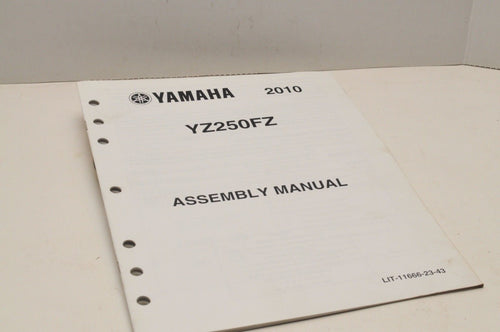 YAMAHA 2010
YZ250FZ
ASSEMBLY MANUAL
LIT-11666-23-43